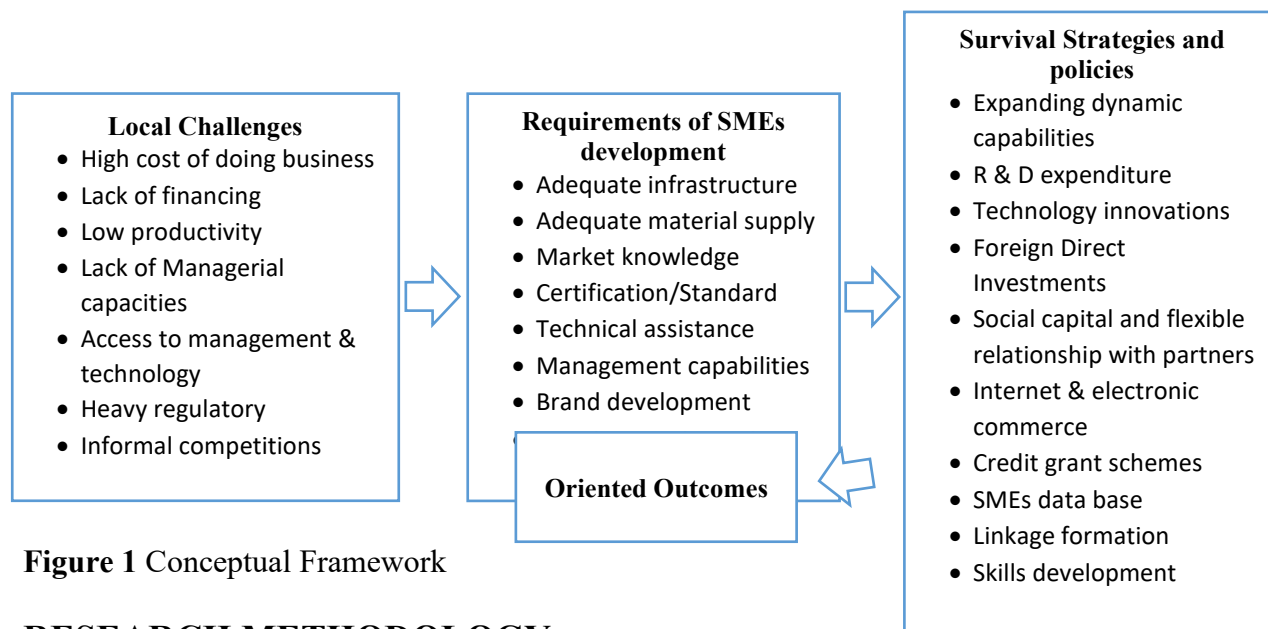 Local Challenges
• High cost of doing business
• Lack of financing
• Low productivity
• Lack of Managerial
capacities
• Access to management &
technology
• Heavy regulatory
• Informal competitions
Requirements of SMEs
development
• Adequate infrastructure
• Adequate material supply
• Market knowledge
• Certification/Standard
• Technical assistance
• Management capabilities
• Brand development
Oriented Outcomes
Survival Strategies and
policies
• Expanding dynamic
capabilities
• R & D expenditure
• Technology innovations
• Foreign Direct
Investments
• Social capital and flexible
relationship with partners
• Internet & electronic
commerce
• Credit grant schemes
• SMEs data base
• Linkage formation
• Skills development
Figure 1 Conceptual Framework
RESEARCH METHODOLOGY